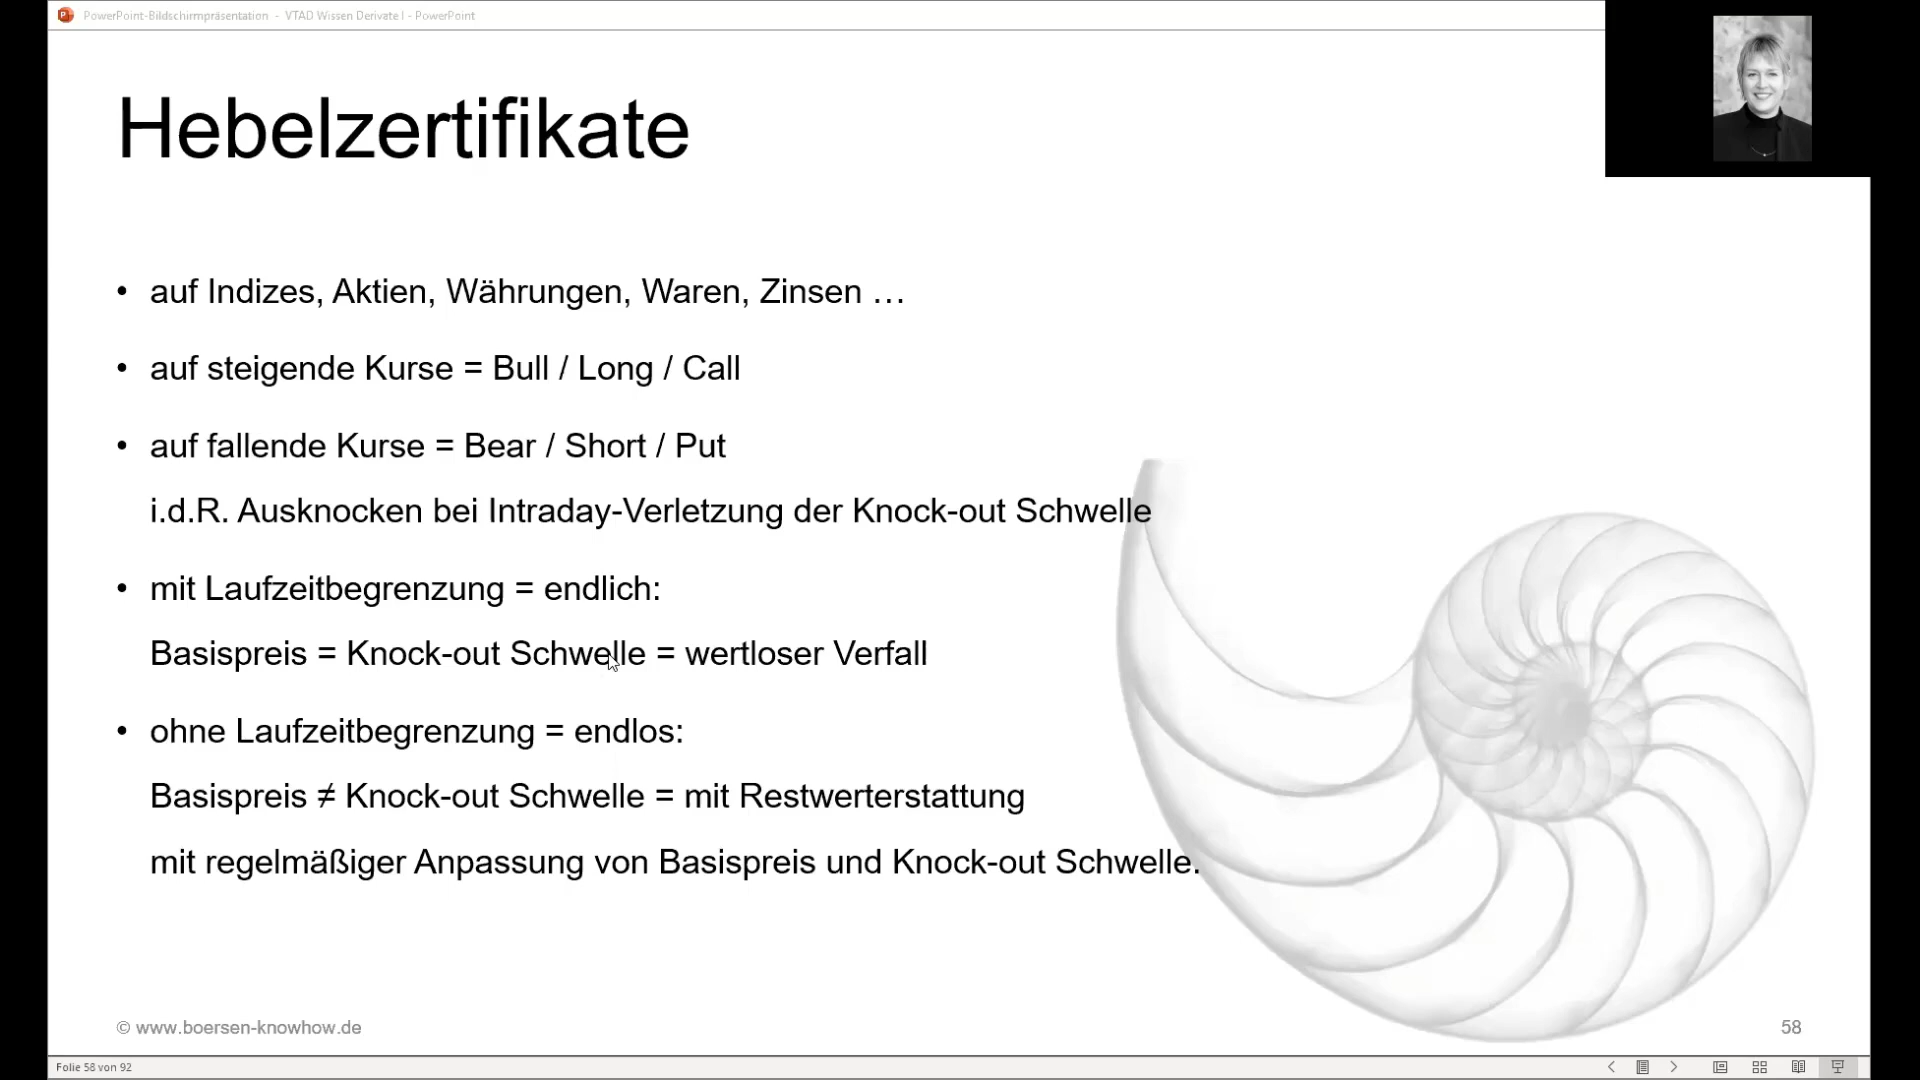 PowerPoint-Bildschirmpräsentation - VTAD Wissen Derivate I - PowerPoint
Hebelzertifikate
• auf Indizes, Aktien, Währungen, Waren, Zinsen …
• auf steigende Kurse = Bull / Long / Call
• auf fallende Kurse = Bear / Short / Put
i.d.R. Ausknocken bei Intraday-Verletzung der Knock-out Schwelle
• mit Laufzeitbegrenzung = endlich:
Basispreis = Knock-out Schwelle = wertloser Verfall
• ohne Laufzeitbegrenzung = endlos:
Basispreis ≠ Knock-out Schwelle = mit Restwerterstattung
mit regelmäßiger Anpassung von Basispreis und Knock-out Schwelle.
© www.boersen-knowhow.de
58
Folie 58 von 92